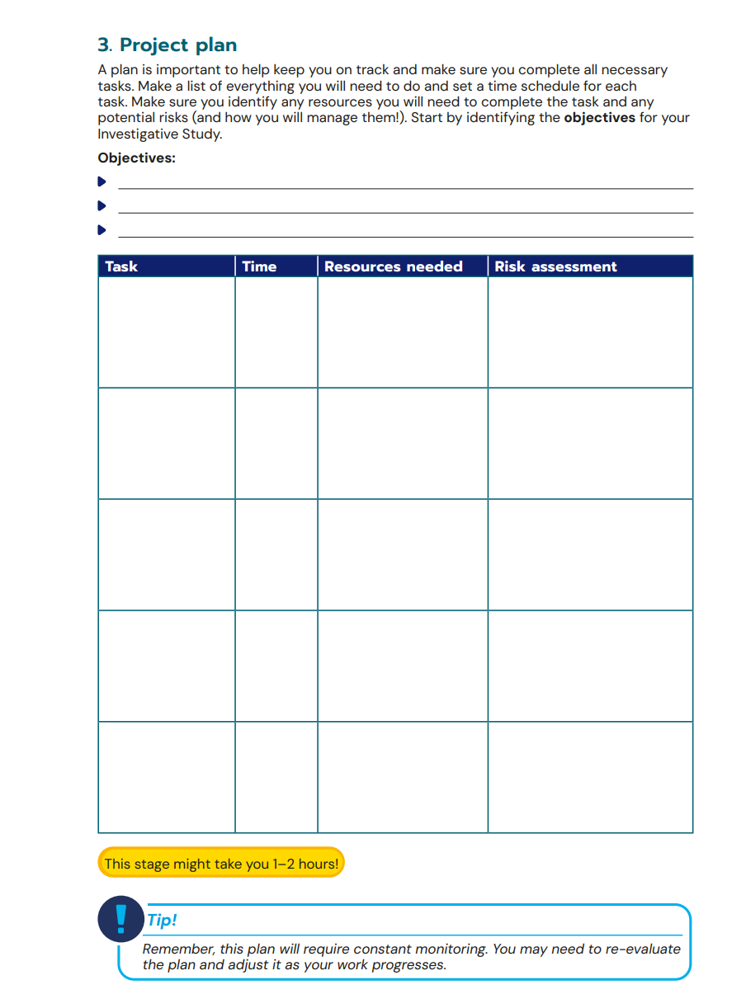 3. Project plan
A plan is important to help keep you on track and make sure you complete all necessary
tasks. Make a list of everything you will need to do and set a time schedule for each
task. Make sure you identify any resources you will need to complete the task and any
potential risks (and how you will manage them!). Start by identifying the objectives for your
Investigative Study.
Objectives:
Task Time Resources needed Risk assessment
This stage might take you 1–2 hours!
! Tip!
Remember, this plan will require constant monitoring. You may need to re-evaluate
the plan and adjust it as your work progresses.